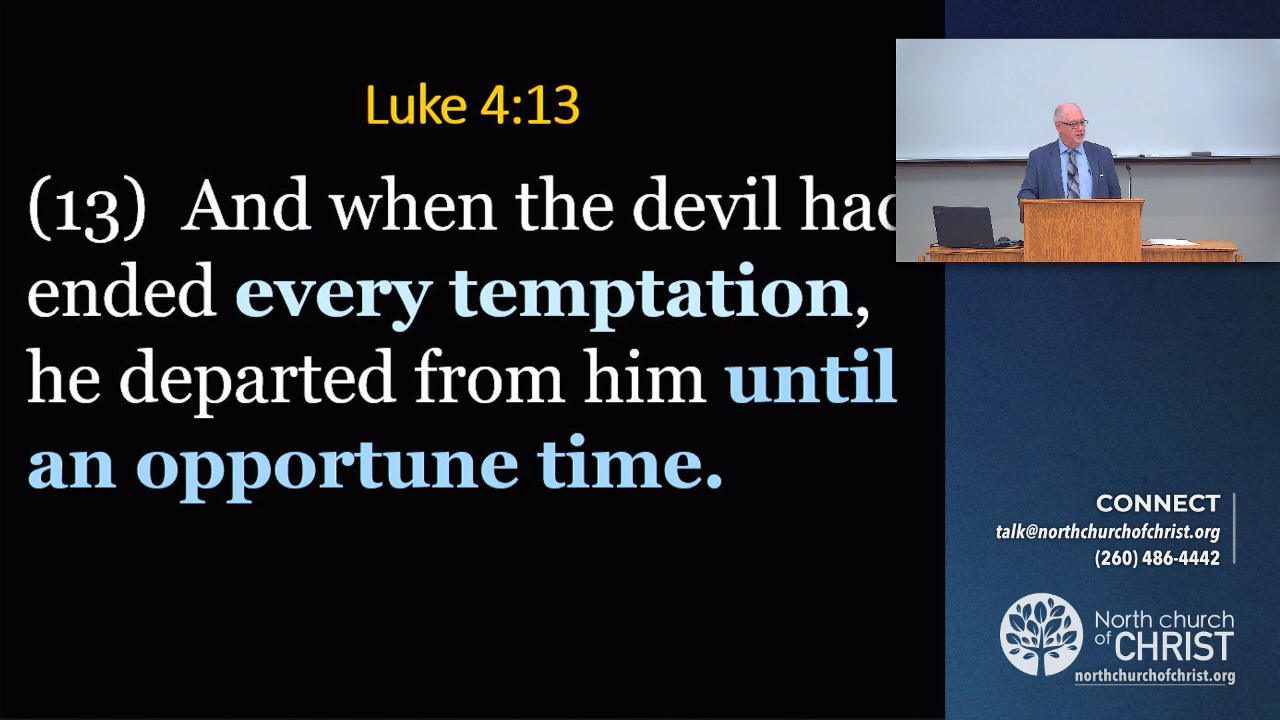 Luke 4:13
(13) And when the devil had
ended every temptation,
he departed from him until
an opportune time.
CONNECT
talk@northchurchofchrist.org
(260) 486-4442
North church
of CHRIST
northchurchofchrist.org